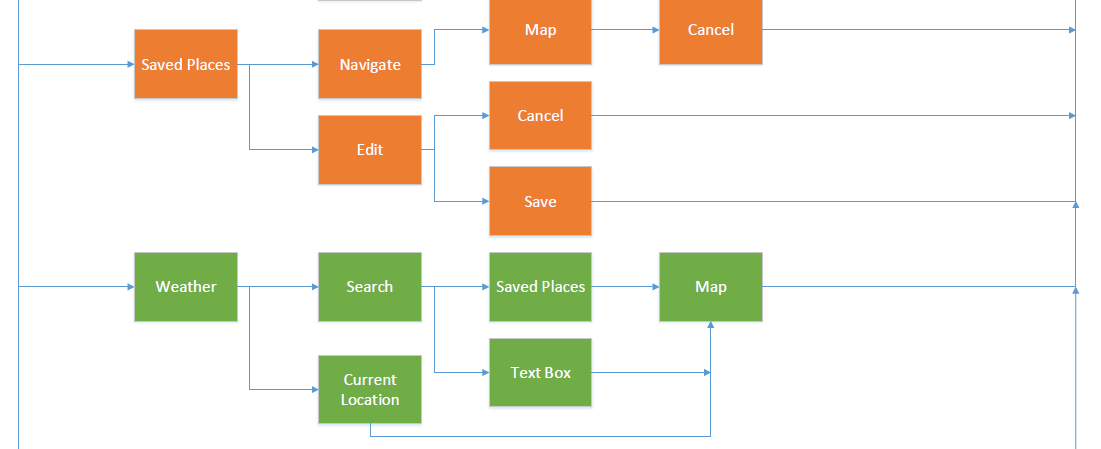 Map
Cancel
Saved Places
Navigate
Cancel
Edit
Save
Weather
Search
Saved Places
Map
Text Box
Current
Location